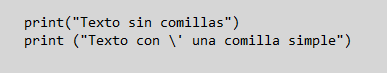 print("Texto sin comillas")
print ("Texto con \' una comilla simple")